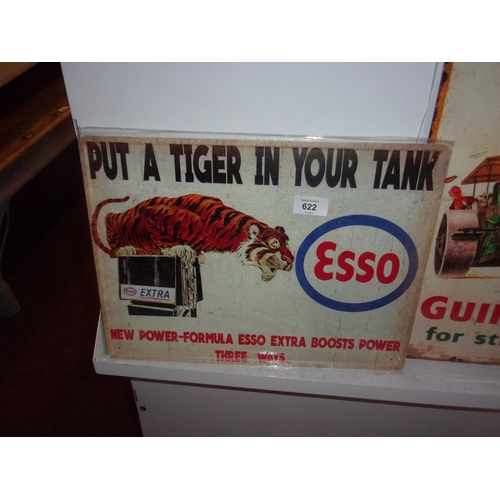 PUT A TIGER IN YOUR TANK
622
Esso
Esso EXTRA
NEW POWER-FORMULA ESSO EXTRA BOOSTS POWER
THREE WAYS
GUI
for st